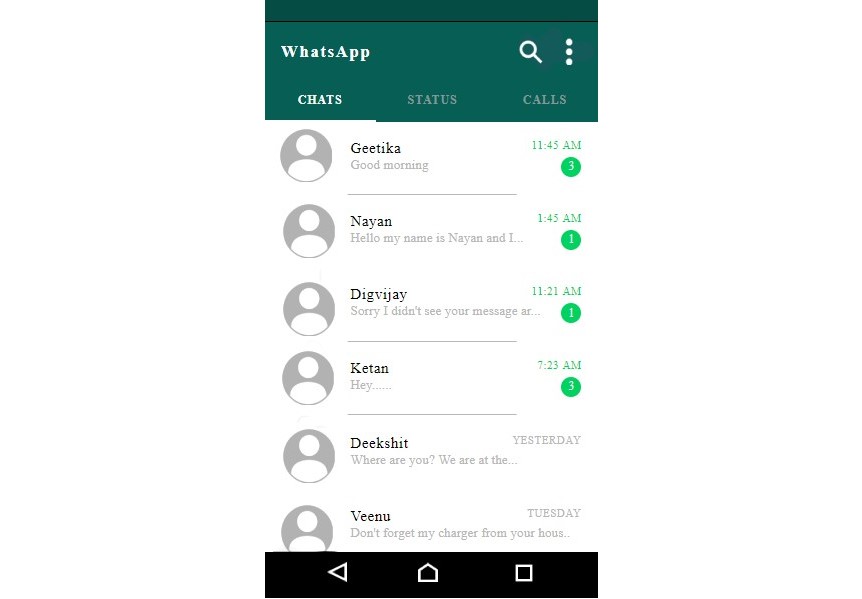 WhatsApp
CHATS STATUS CALLS
Geetika 11:45 AM
Good morning 3
Nayan 1:45 AM
Hello my name is Nayan and I... 1
Digvijay 11:21 AM
Sorry I didn't see your message ar... 1
Ketan 7:23 AM
Hey...... 3
Deekshit YESTERDAY
Where are you? We are at the...
Veenu TUESDAY
Don't forget my charger from your hous..